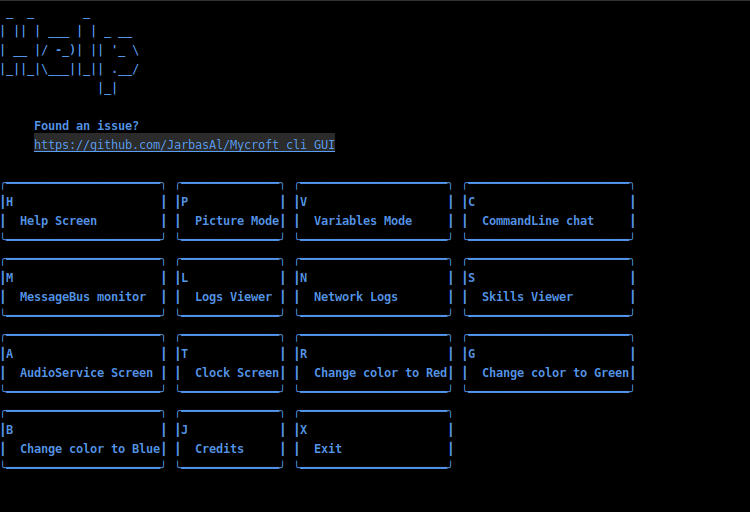 Help
Found an issue?
https://github.com/JarbasAl/Mycroft_cli_GUI
H P V C
Help Screen Picture Mode Variables Mode CommandLine chat
M L N S
MessageBus monitor Logs Viewer Network Logs Skills Viewer
A T R G
AudioService Screen Clock Screen Change color to Red Change color to Green
B J X
Change color to Blue Credits Exit